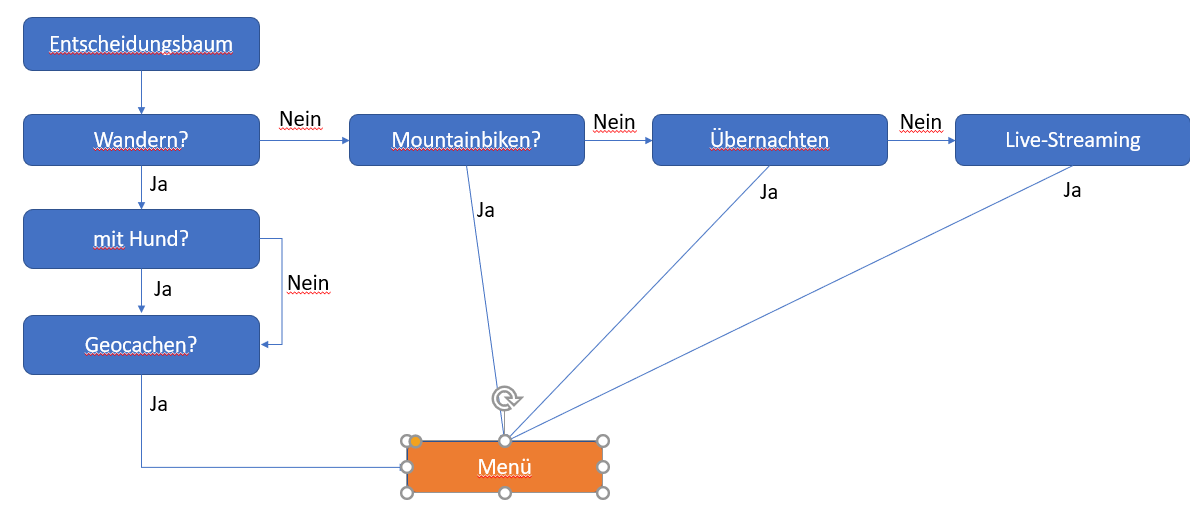 Entscheidungsbaum
Wandern?
Nein
Mountainbiken?
Nein
Übernachten
Nein
Live-Streaming
Ja
Ja
Ja
Ja
mit Hund?
Nein
Ja
Geocachen?
Ja
Menü